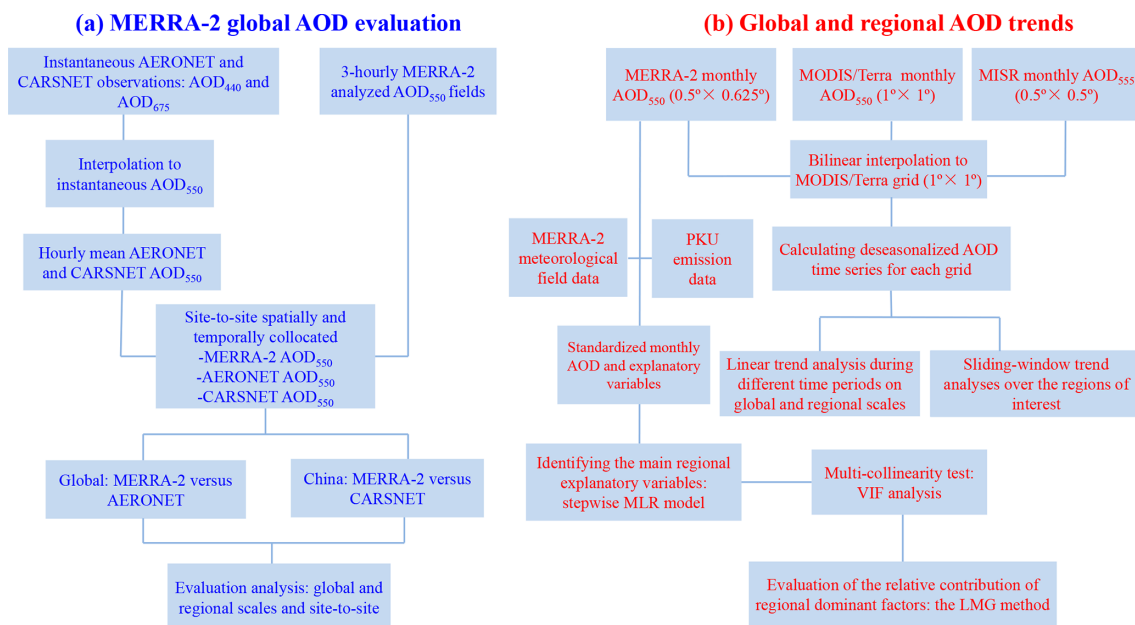 (a) MERRA-2 global AOD evaluation
Instantaneous AERONET and
CARSNET observations: AOD₄₄₀ and
AOD₆₇₅
3-hourly MERRA-2
analyzed AOD₅₅₀ fields
Interpolation to
instantaneous AOD₅₅₀
Hourly mean AERONET
and CARSNET AOD₅₅₀
Site-to-site spatially and
temporally collocated
-MERRA-2 AOD₅₅₀
-AERONET AOD₅₅₀
-CARSNET AOD₅₅₀
Global: MERRA-2 versus
AERONET
China: MERRA-2 versus
CARSNET
Evaluation analysis: global and
regional scales and site-to-site
(b) Global and regional AOD trends
MERRA-2 monthly
AOD₅₅₀ (0.5º× 0.625º)
MODIS/Terra monthly
AOD₅₅₀ (1º× 1º)
MISR monthly AOD₅₅₅
(0.5º× 0.5º)
Bilinear interpolation to
MODIS/Terra grid (1º× 1º)
MERRA-2
meteorological
field data
PKU
emission
data
Calculating deseasonalized AOD
time series for each grid
Standardized monthly
AOD and explanatory
variables
Linear trend analysis during
different time periods on
global and regional scales
Sliding-window trend
analyses over the regions of
interest
Identifying the main regional
explanatory variables:
stepwise MLR model
Multi-collinearity test:
VIF analysis
Evaluation of the relative contribution of
regional dominant factors: the LMG method